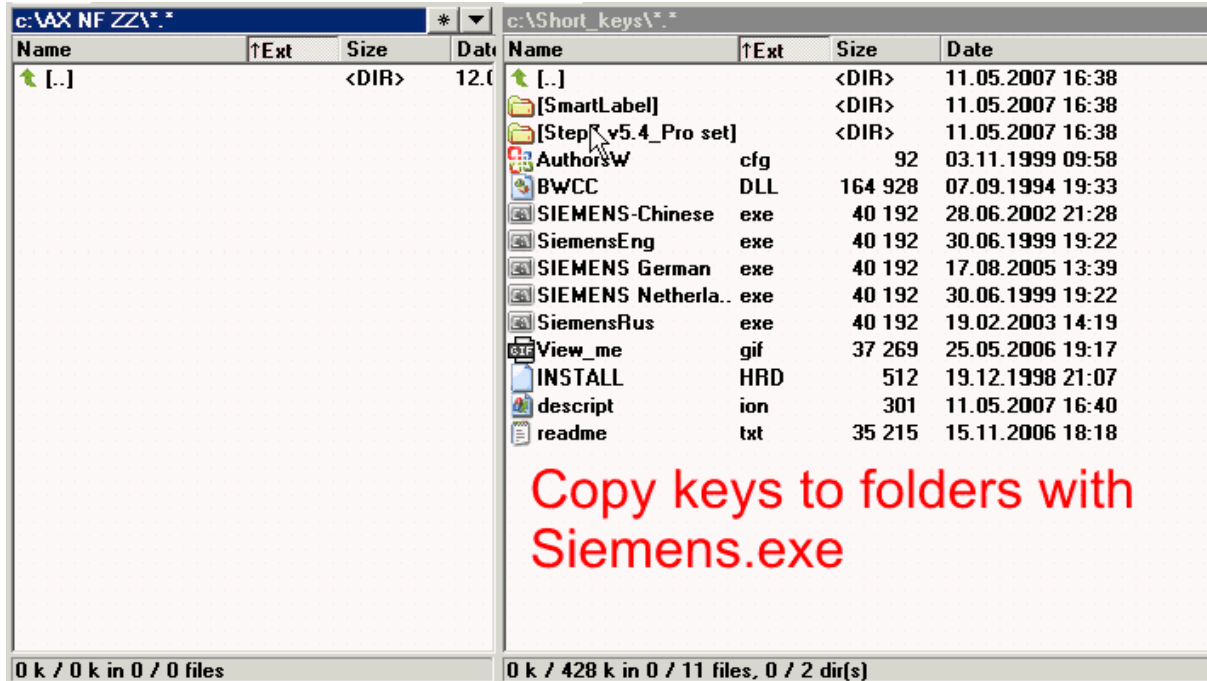 c:\AX NF ZZ\*.* * ▼
Name ↑Ext Size Dat
[..] <DIR> 12.0
0 k / 0 k in 0 / 0 files
c:\Short_keys\*.*
Name ↑Ext Size Date
[..] <DIR> 11.05.2007 16:38
[SmartLabel] <DIR> 11.05.2007 16:38
[Step v5.4_Pro set] <DIR> 11.05.2007 16:38
AuthorsW cfg 92 03.11.1999 09:58
BWCC DLL 164 928 07.09.1994 19:33
SIEMENS-Chinese exe 40 192 28.06.2002 21:28
SiemensEng exe 40 192 30.06.1999 19:22
SIEMENS German exe 40 192 17.08.2005 13:39
SIEMENS Netherla.. exe 40 192 30.06.1999 19:22
SiemensRus exe 40 192 19.02.2003 14:19
View_me gif 37 269 25.05.2006 19:17
INSTALL HRD 512 19.12.1998 21:07
descript ion 301 11.05.2007 16:40
readme txt 35 215 15.11.2006 18:18
Copy keys to folders with
Siemens.exe
0 k / 428 k in 0 / 11 files, 0 / 2 dir(s)